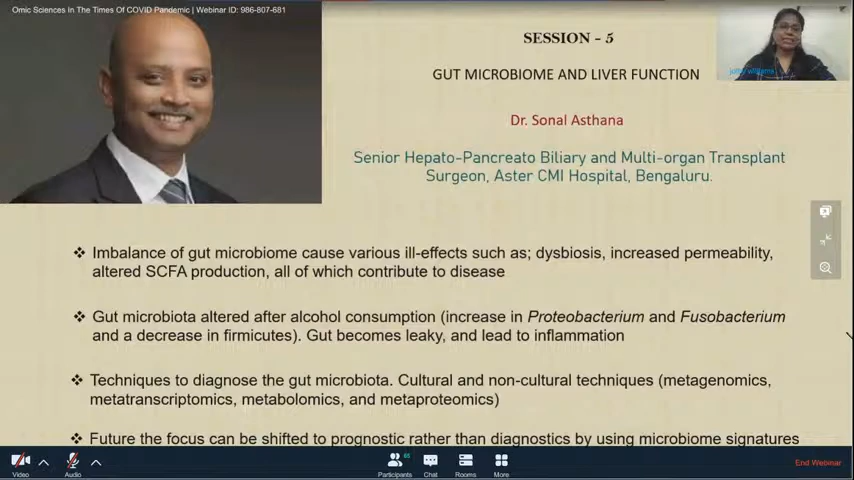 Omic Sciences In The Times Of COVID Pandemic | Webinar ID: 986-807-681
SESSION – 5
GUT MICROBIOME AND LIVER FUNCTION
Dr. Sonal Asthana
Senior Hepato-Pancreato Biliary and Multi-organ Transplant
Surgeon, Aster CMI Hospital, Bengaluru.
❖ Imbalance of gut microbiome cause various ill-effects such as; dysbiosis, increased permeability,
altered SCFA production, all of which contribute to disease
❖ Gut microbiota altered after alcohol consumption (increase in Proteobacterium and Fusobacterium
and a decrease in firmicutes). Gut becomes leaky, and lead to inflammation
❖ Techniques to diagnose the gut microbiota. Cultural and non-cultural techniques (metagenomics,
metatranscriptomics, metabolomics, and metaproteomics)
❖ Future the focus can be shifted to prognostic rather than diagnostics by using microbiome signatures
Video
Audio
Participants
Chat
Rooms
More
End Webinar